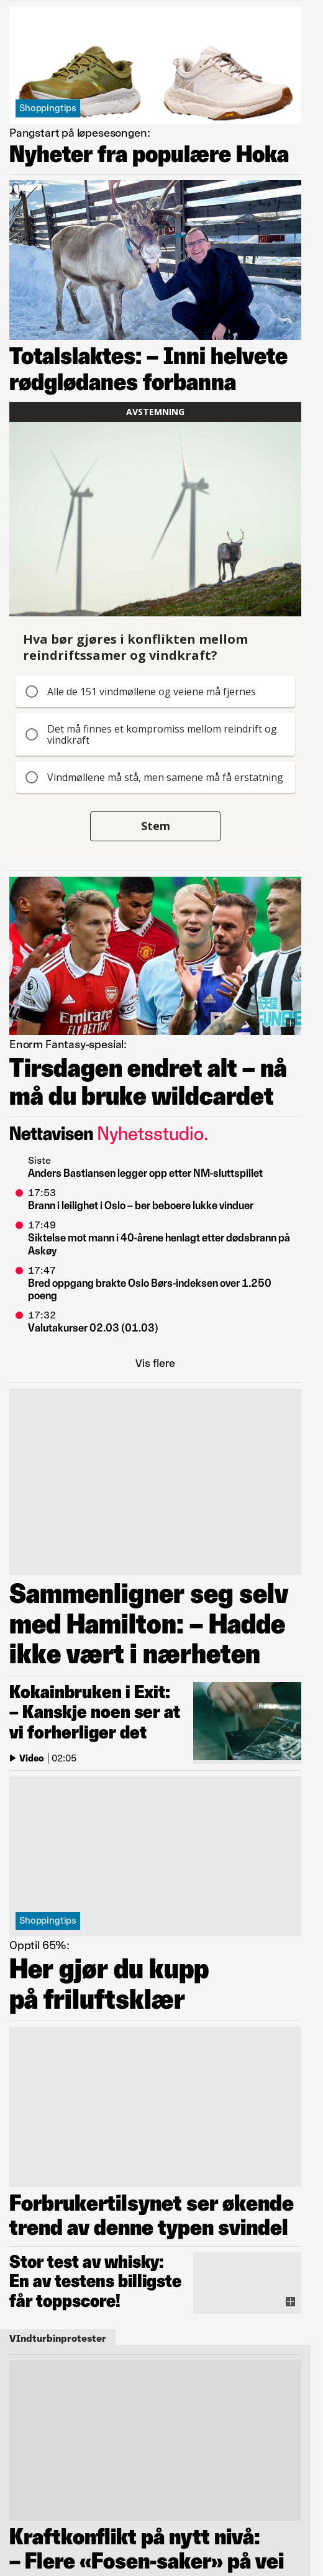 Shoppingtips
Pangstart på løpesesongen:
Nyheter fra populære Hoka
Totalslaktes: – Inni helvete
rødglødanes forbanna
AVSTEMNING
Hva bør gjøres i konflikten mellom
reindriftssamer og vindkraft?
Alle de 151 vindmøllene og veiene må fjernes
Det må finnes et kompromiss mellom reindrift og
vindkraft
Vindmøllene må stå, men samene må få erstatning
Stem
Enorm Fantasy-spesial:
Tirsdagen endret alt – nå
må du bruke wildcardet
Nettavisen Nyhetsstudio.
Siste
Anders Bastiansen legger opp etter NM-sluttspillet
17:53
Brann i leilighet i Oslo – ber beboere lukke vinduer
17:49
Siktelse mot mann i 40-årene henlagt etter dødsbrann på
Askøy
17:47
Bred oppgang brakte Oslo Børs-indeksen over 1.250
poeng
17:32
Valutakurser 02.03 (01.03)
Vis flere
Sammenligner seg selv
med Hamilton: – Hadde
ikke vært i nærheten
Kokainbruken i Exit:
– Kanskje noen ser at
vi forherliger det
Video | 02:05
Shoppingtips
Opptil 65%:
Her gjør du kupp
på friluftsklær
Forbrukertilsynet ser økende
trend av denne typen svindel
Stor test av whisky:
En av testens billigste
får toppscore!
VIndturbinprotester
Kraftkonflikt på nytt nivå:
– Flere «Fosen-saker» på vei